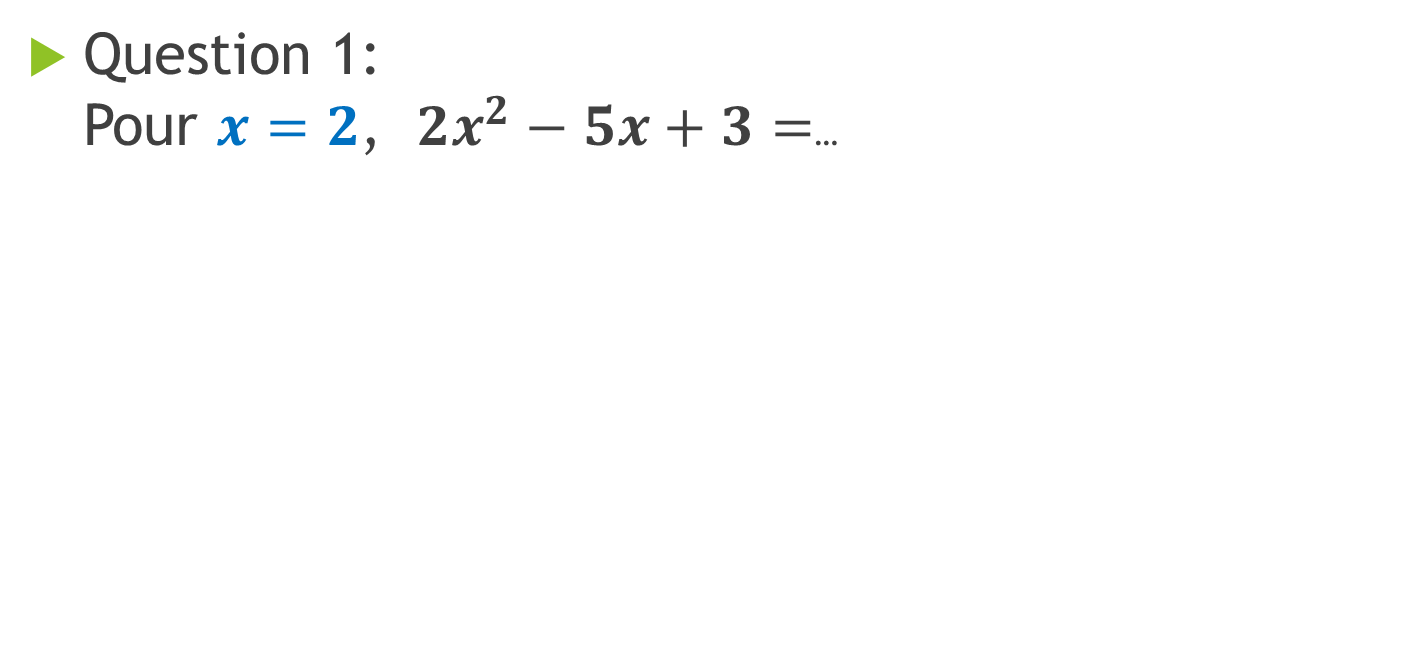 Question 1:
Pour x = 2, 2x² − 5x + 3 =...